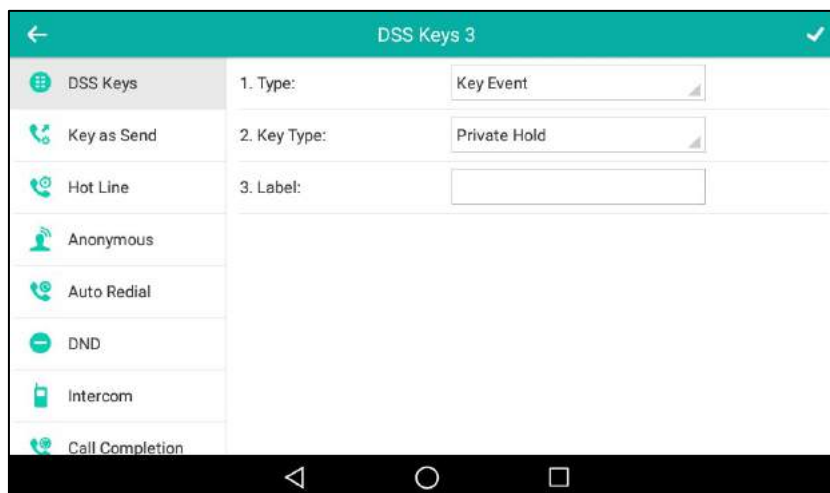 DSS Keys 3
DSS Keys
1. Type:
Key Event
Key as Send
2. Key Type:
Private Hold
Hot Line
3. Label:
Anonymous
Auto Redial
DND
Intercom
Call Completion